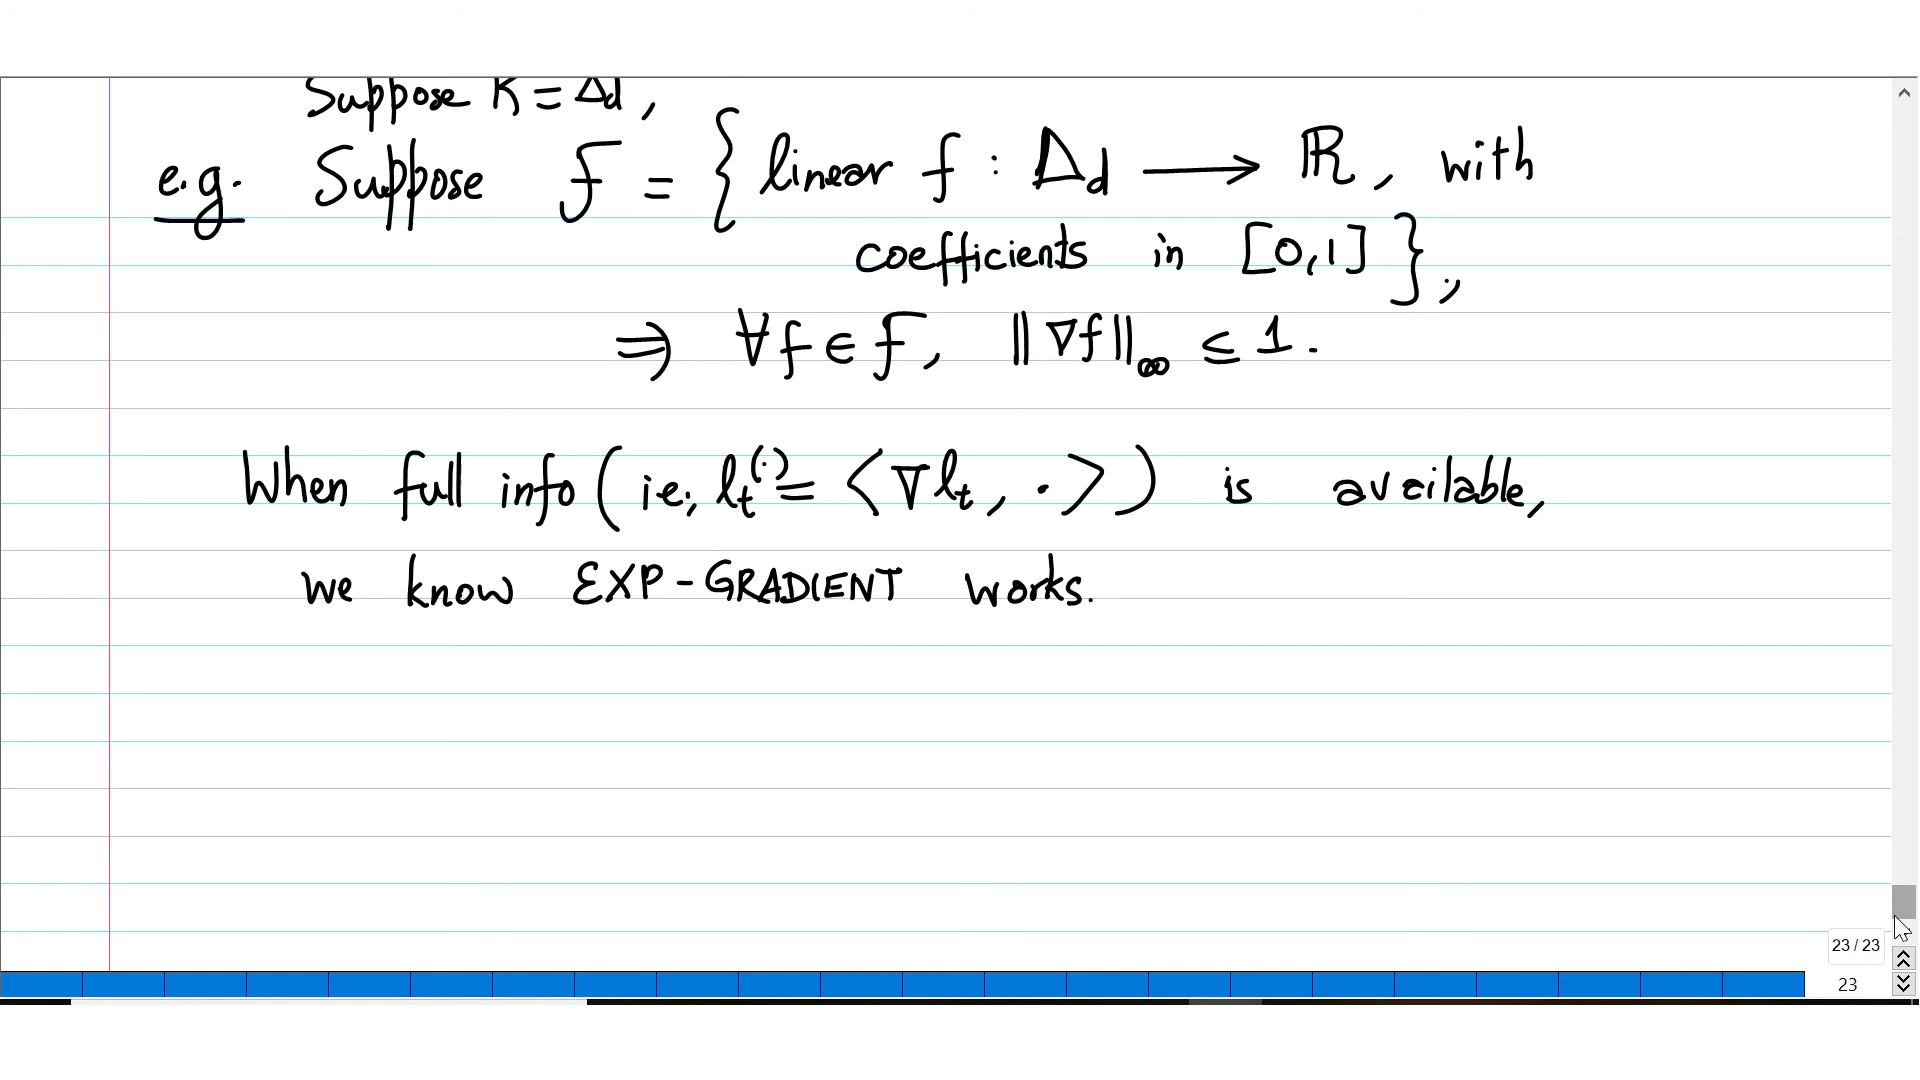 Suppose K = Δd,
e.g. Suppose F = { linear f : Δd ⟶ ℝ, with
coefficients in [0,1] },
⇒ ∀f ∈ F, ‖∇f‖∞ ≤ 1.
When full info ( ie, lt(·) = <∇lt, ·> ) is available,
we know EXP-GRADIENT works.
23 / 23
23